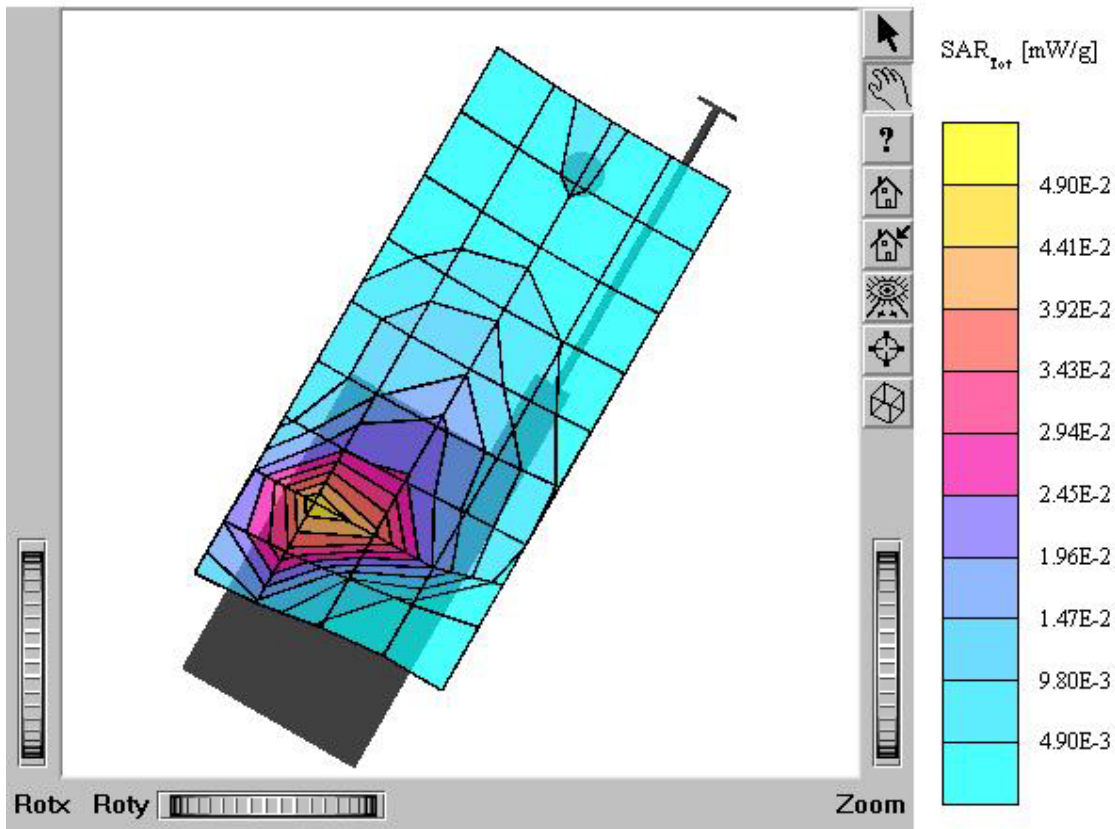 SAR_Tot [mW/g]
?
4.90E-2
4.41E-2
3.92E-2
3.43E-2
2.94E-2
2.45E-2
1.96E-2
1.47E-2
9.80E-3
4.90E-3
Rotx Roty Zoom